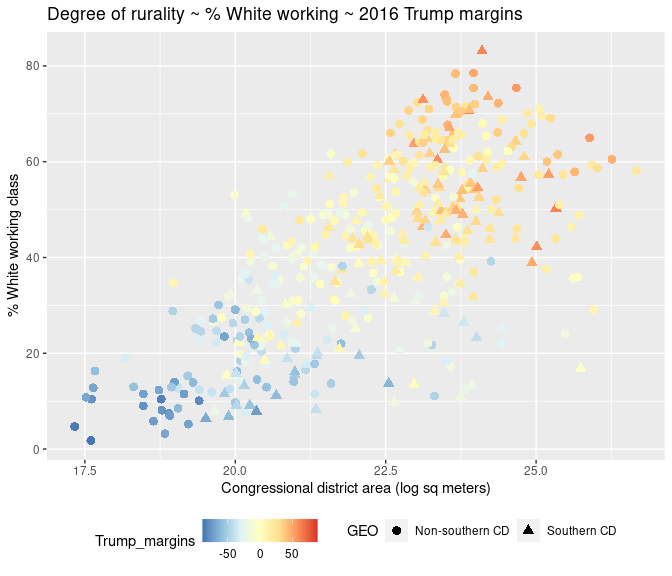 Degree of rurality ~ % White working ~ 2016 Trump margins
% White working class
80
60
40
20
0
17.5 20.0 22.5 25.0
Congressional district area (log sq meters)
Trump_margins
-50 0 50
GEO Non-southern CD Southern CD